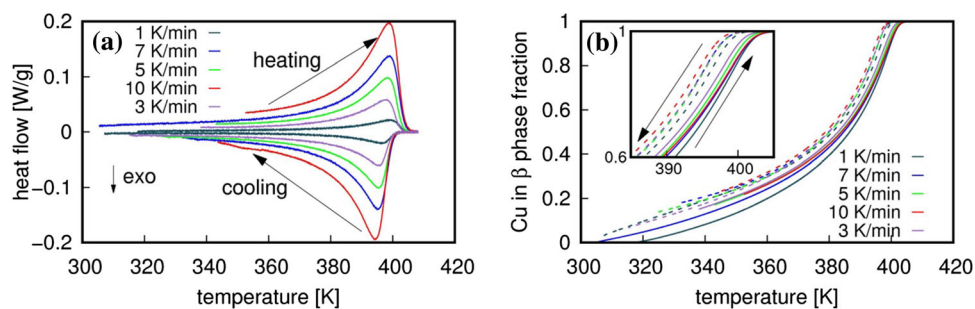 (a)
heat flow [W/g]
0.2
0.1
0
−0.1
−0.2
1 K/min
7 K/min
5 K/min
10 K/min
3 K/min
heating
cooling
exo
300 320 340 360 380 400 420
temperature [K]
(b)
Cu in β phase fraction
1
0.8
0.6
0.4
0.2
0
1
0.6
390 400
1 K/min
7 K/min
5 K/min
10 K/min
3 K/min
300 320 340 360 380 400 420
temperature [K]